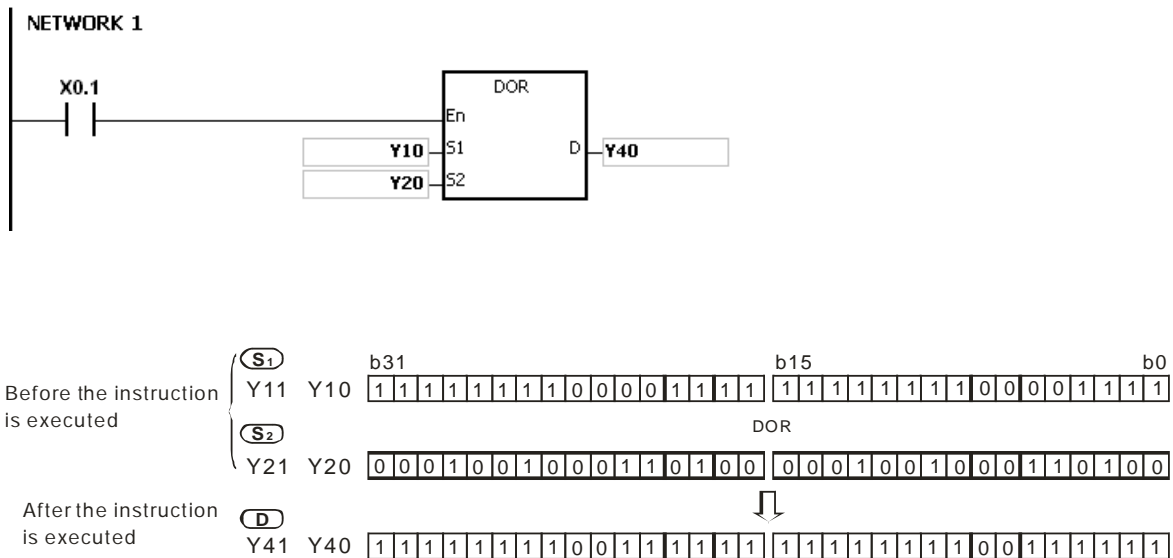 NETWORK 1
X0.1
DOR
En
Y10 S1 D Y40
Y20 S2
S1 b31 b15 b0
Before the instruction is executed
Y11 Y10 1 1 1 1 1 1 1 1 0 0 0 0 1 1 1 1 1 1 1 1 1 1 1 1 0 0 0 0 1 1 1 1
S2 DOR
Y21 Y20 0 0 0 1 0 0 1 0 0 0 1 1 0 1 0 0 0 0 0 1 0 0 1 0 0 0 1 1 0 1 0 0
After the instruction is executed
D
Y41 Y40 1 1 1 1 1 1 1 1 0 0 1 1 1 1 1 1 1 1 1 1 1 1 1 1 0 0 1 1 1 1 1 1